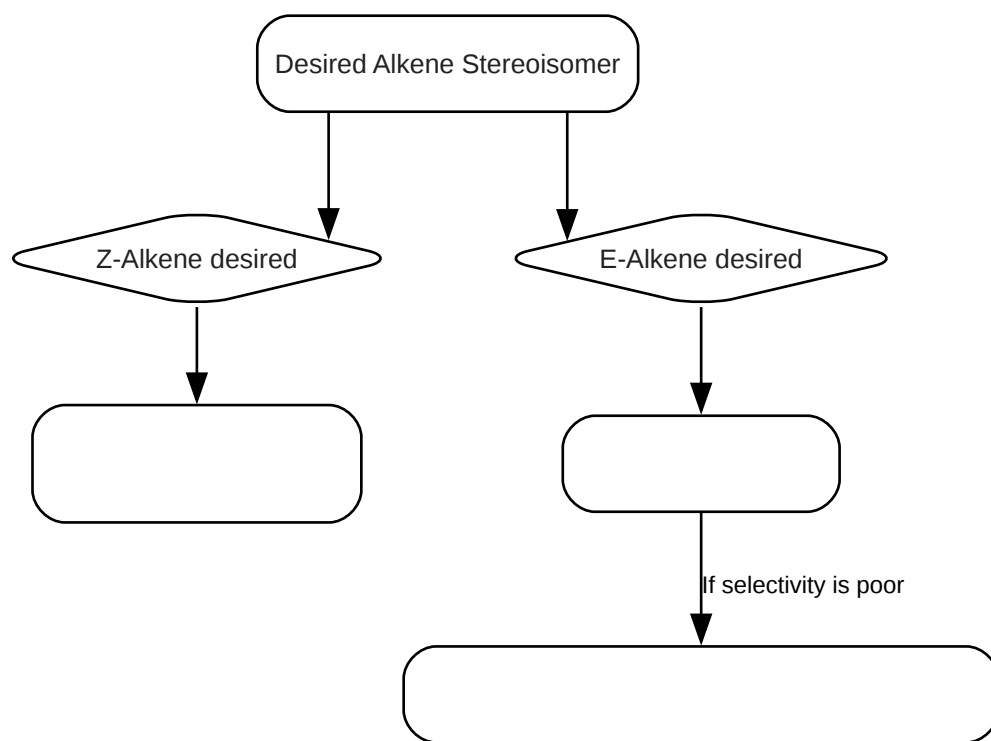 Desired Alkene Stereoisomer
Z-Alkene desired
E-Alkene desired
If selectivity is poor